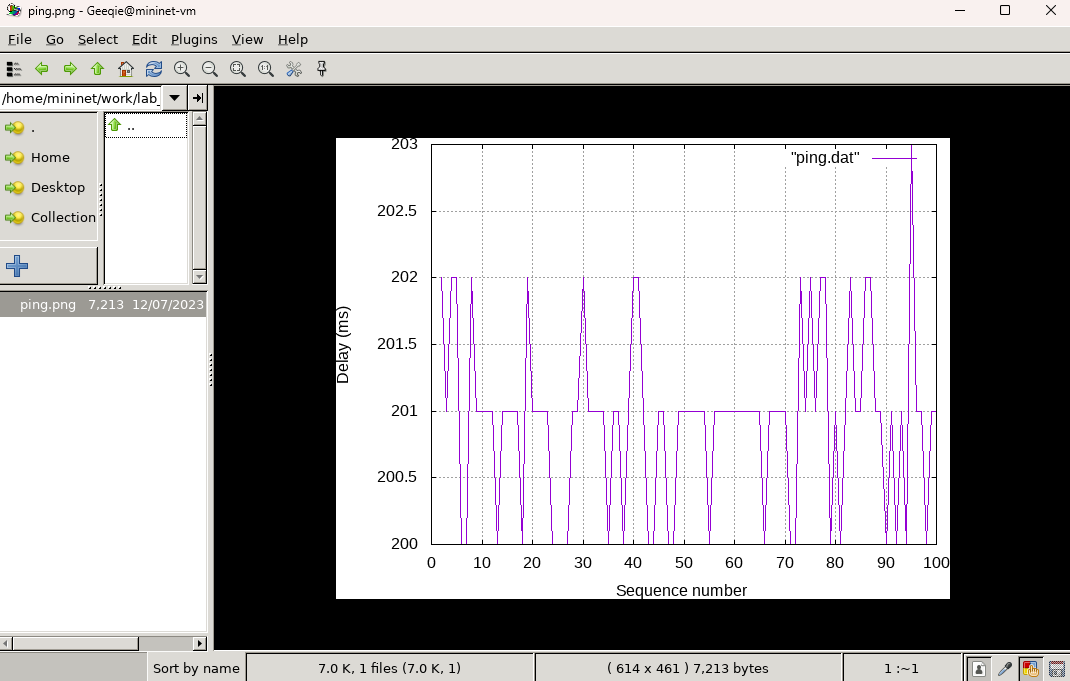 ping.png - Geeqie@mininet-vm
File Go Select Edit Plugins View Help
/home/mininet/work/lab_
.
Home
Desktop
Collection
..
ping.png 7,213 12/07/2023
203
202.5
202
201.5
201
200.5
200
Delay (ms)
"ping.dat"
0 10 20 30 40 50 60 70 80 90 100
Sequence number
Sort by name
7.0 K, 1 files (7.0 K, 1)
( 614 x 461 ) 7,213 bytes
1 :~1